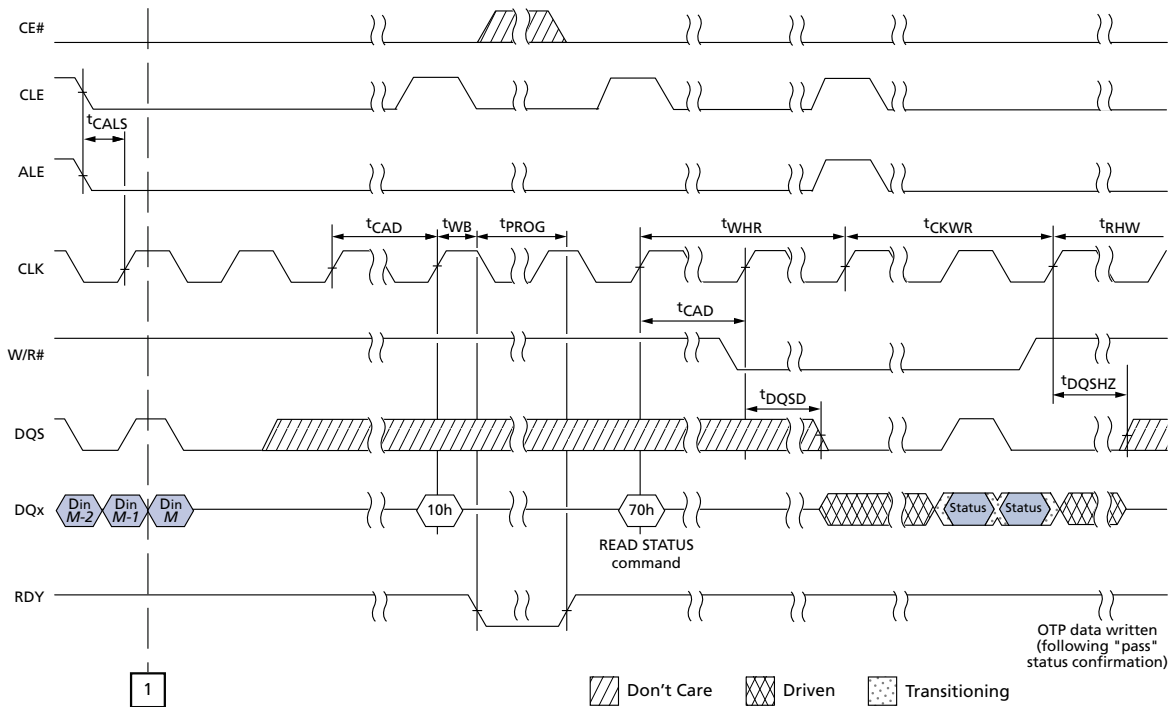 CE#
CLE
tCALS
ALE
tCAD
tWB
tPROG
tWHR
tCKWR
tRHW
CLK
tCAD
W/R#
tDQSD
tDQSHZ
DQS
DQx
Din
M-2
Din
M-1
Din
M
10h
70h
Status
Status
READ STATUS
command
RDY
OTP data written
(following "pass"
status confirmation)
1
Don't Care
Driven
Transitioning